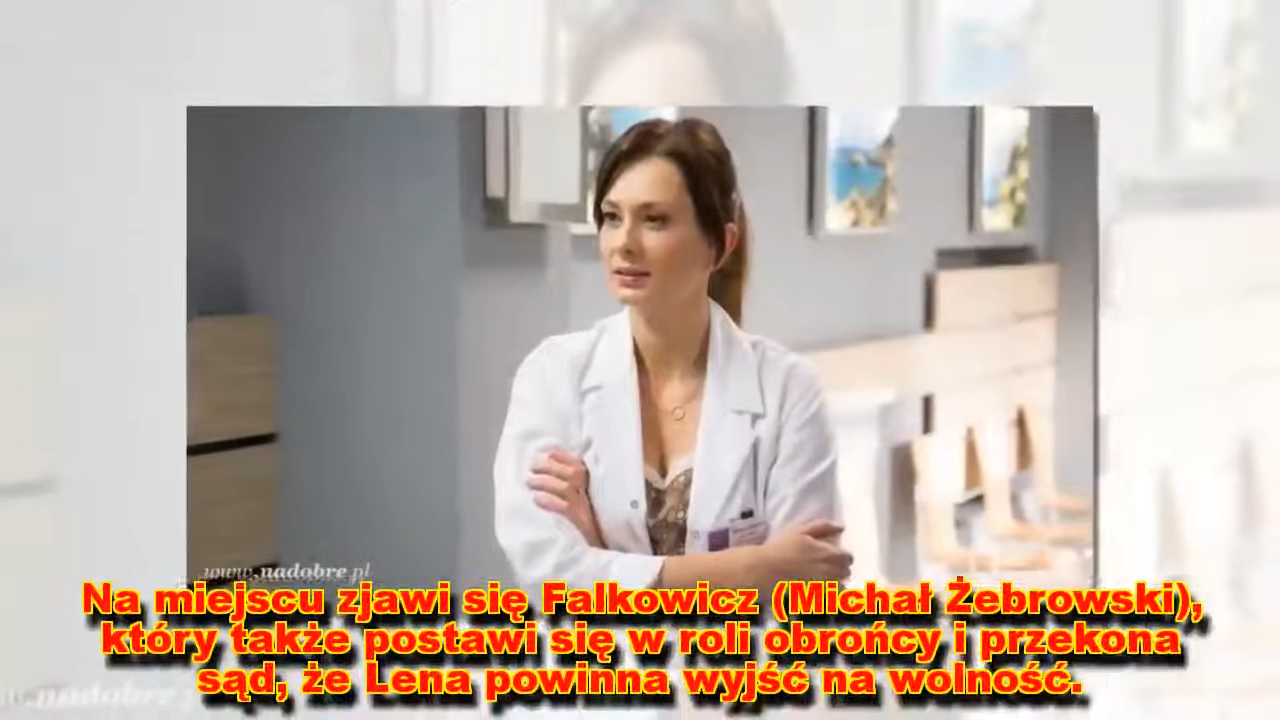 www.nadobre.pl
Na miejscu zjawi się Falkowicz (Michał Żebrowski),
który także postawi się w roli obrońcy i przekona
sąd, że Lena powinna wyjść na wolność.